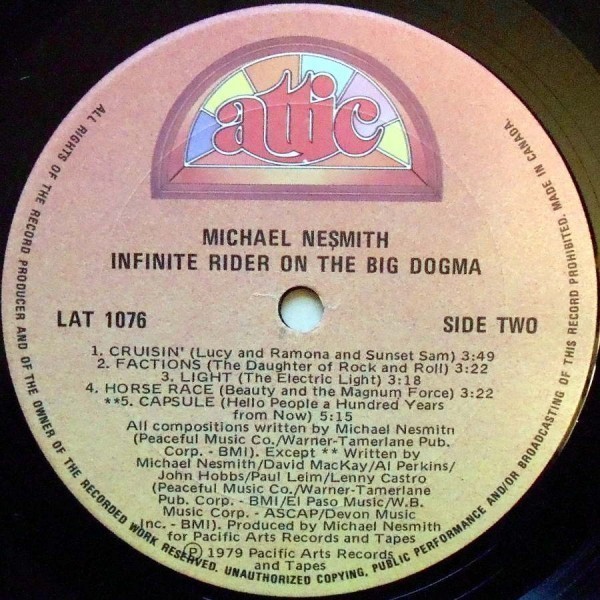 attic
MICHAEL NESMITH
INFINITE RIDER ON THE BIG DOGMA
LAT 1076
SIDE TWO
1. CRUISIN' (Lucy and Ramona and Sunset Sam) 3:49
2. FACTIONS (The Daughter of Rock and Roll) 3:22
3. LIGHT (The Electric Light) 3:18
4. HORSE RACE (Beauty and the Magnum Force) 3:22
**5. CAPSULE (Hello People a Hundred Years
from Now) 5:15
All compositions written by Michael Nesmith
(Peaceful Music Co./Warner-Tamerlane Pub.
Corp. - BMI). Except ** Written by
Michael Nesmith/David MacKay/Al Perkins/
John Hobbs/Paul Leim/Lenny Castro
(Peaceful Music Co./Warner-Tamerlane
Pub. Corp. - BMI/El Paso Music/W.B.
Music Corp. - ASCAP/Devon Music
Inc. - BMI). Produced by Michael Nesmith
for Pacific Arts Records and Tapes
℗ 1979 Pacific Arts Records
and Tapes
ALL RIGHTS OF THE RECORD PRODUCER AND OF THE OWNER OF THE RECORDED WORK RESERVED. UNAUTHORIZED COPYING, PUBLIC PERFORMANCE AND/OR BROADCASTING OF THIS RECORD PROHIBITED. MADE IN CANADA.